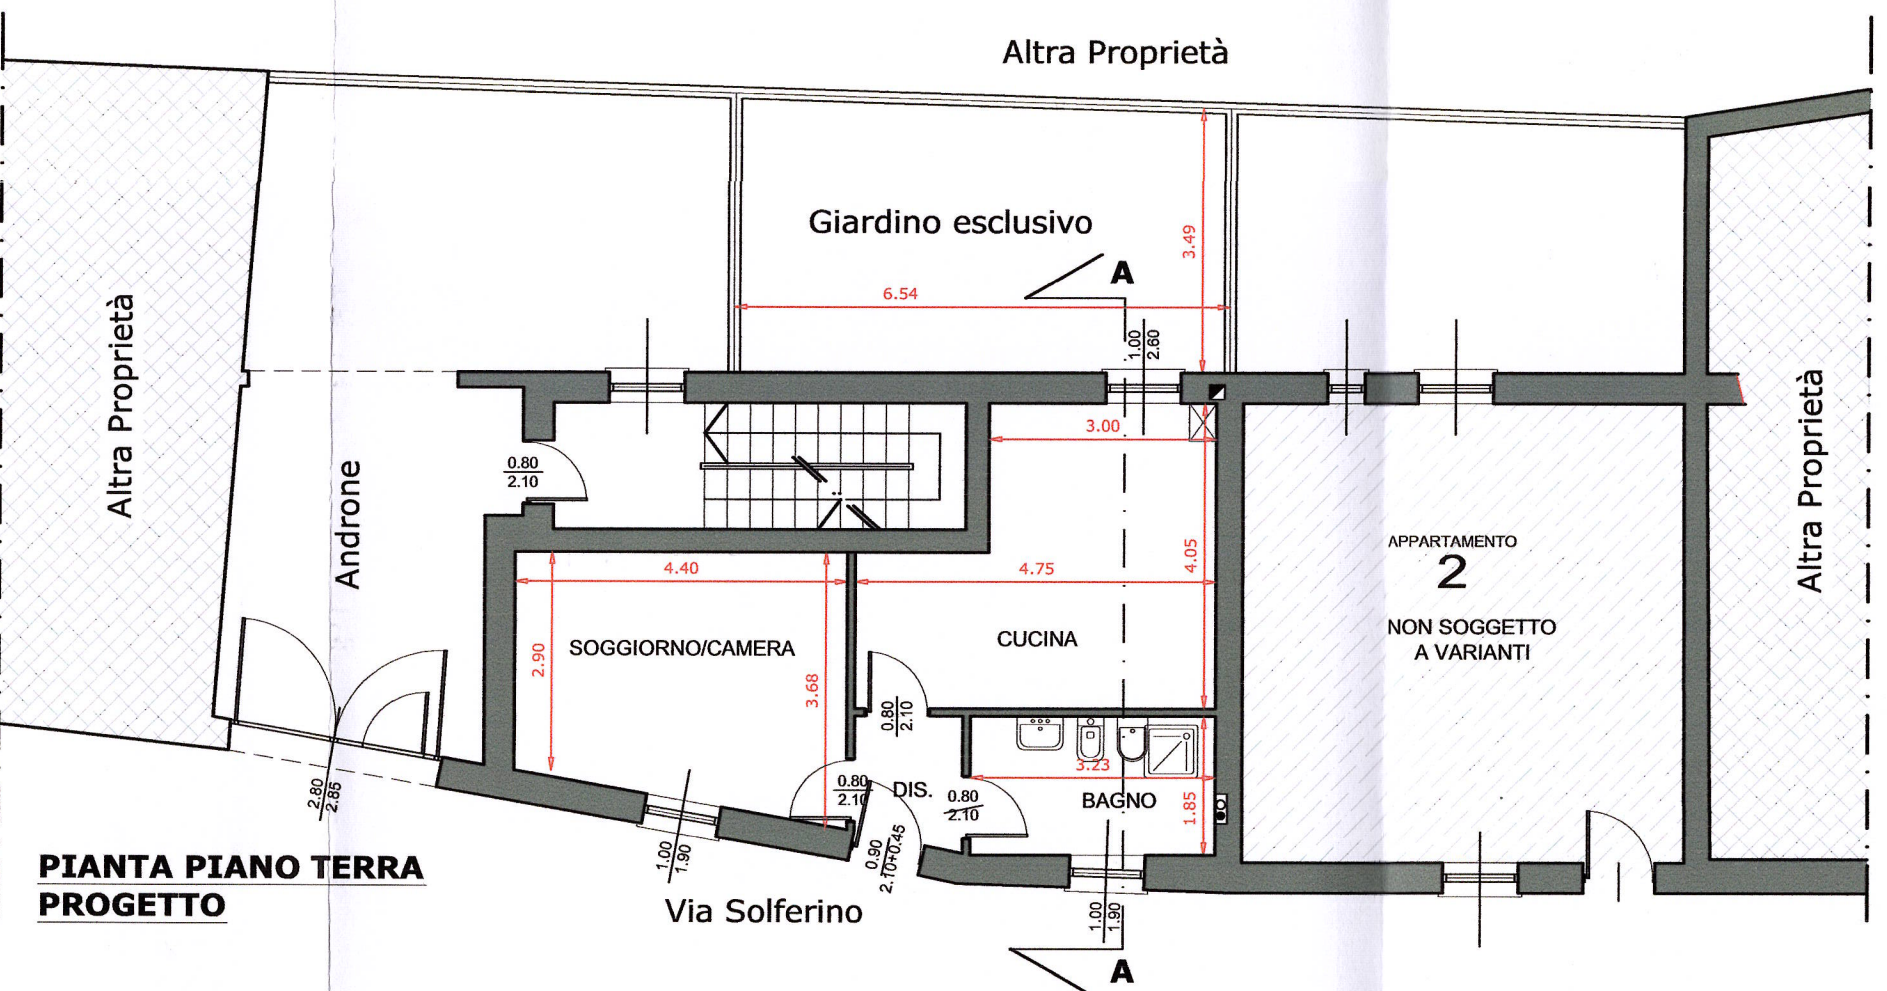 Altra Proprietà
Giardino esclusivo
3.49
A
6.54
1.00
2.60
Altra Proprietà
Androne
0.80
2.10
3.00
4.05
4.40
4.75
2.90
3.68
SOGGIORNO/CAMERA
CUCINA
APPARTAMENTO
2
NON SOGGETTO
A VARIANTI
Altra Proprietà
0.80
2.10
2.80
2.85
0.80
2.10
DIS.
0.80
2.10
3.23
BAGNO
1.85
1.00
1.90
0.90
2.10+0.45
1.00
1.90
PIANTA PIANO TERRA
PROGETTO
Via Solferino
A